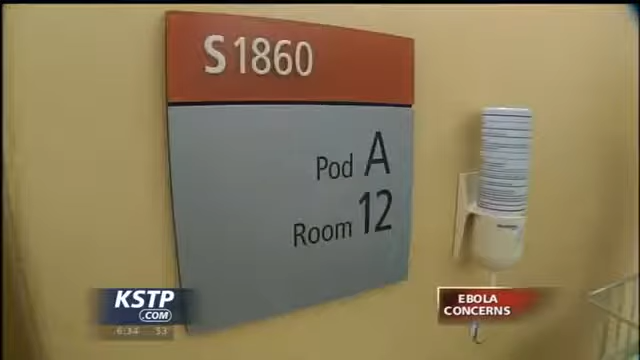 S1860
Pod A
Room 12
KSTP
.COM
6:34 53
EBOLA
CONCERNS